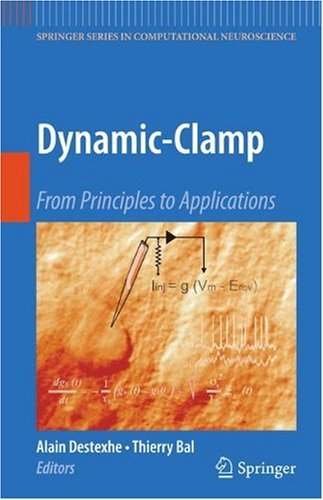 SPRINGER SERIES IN COMPUTATIONAL NEUROSCIENCE
Dynamic-Clamp
From Principles to Applications
Iinj = g (Vm - Erev)
Alain Destexhe • Thierry Bal
Editors
Springer